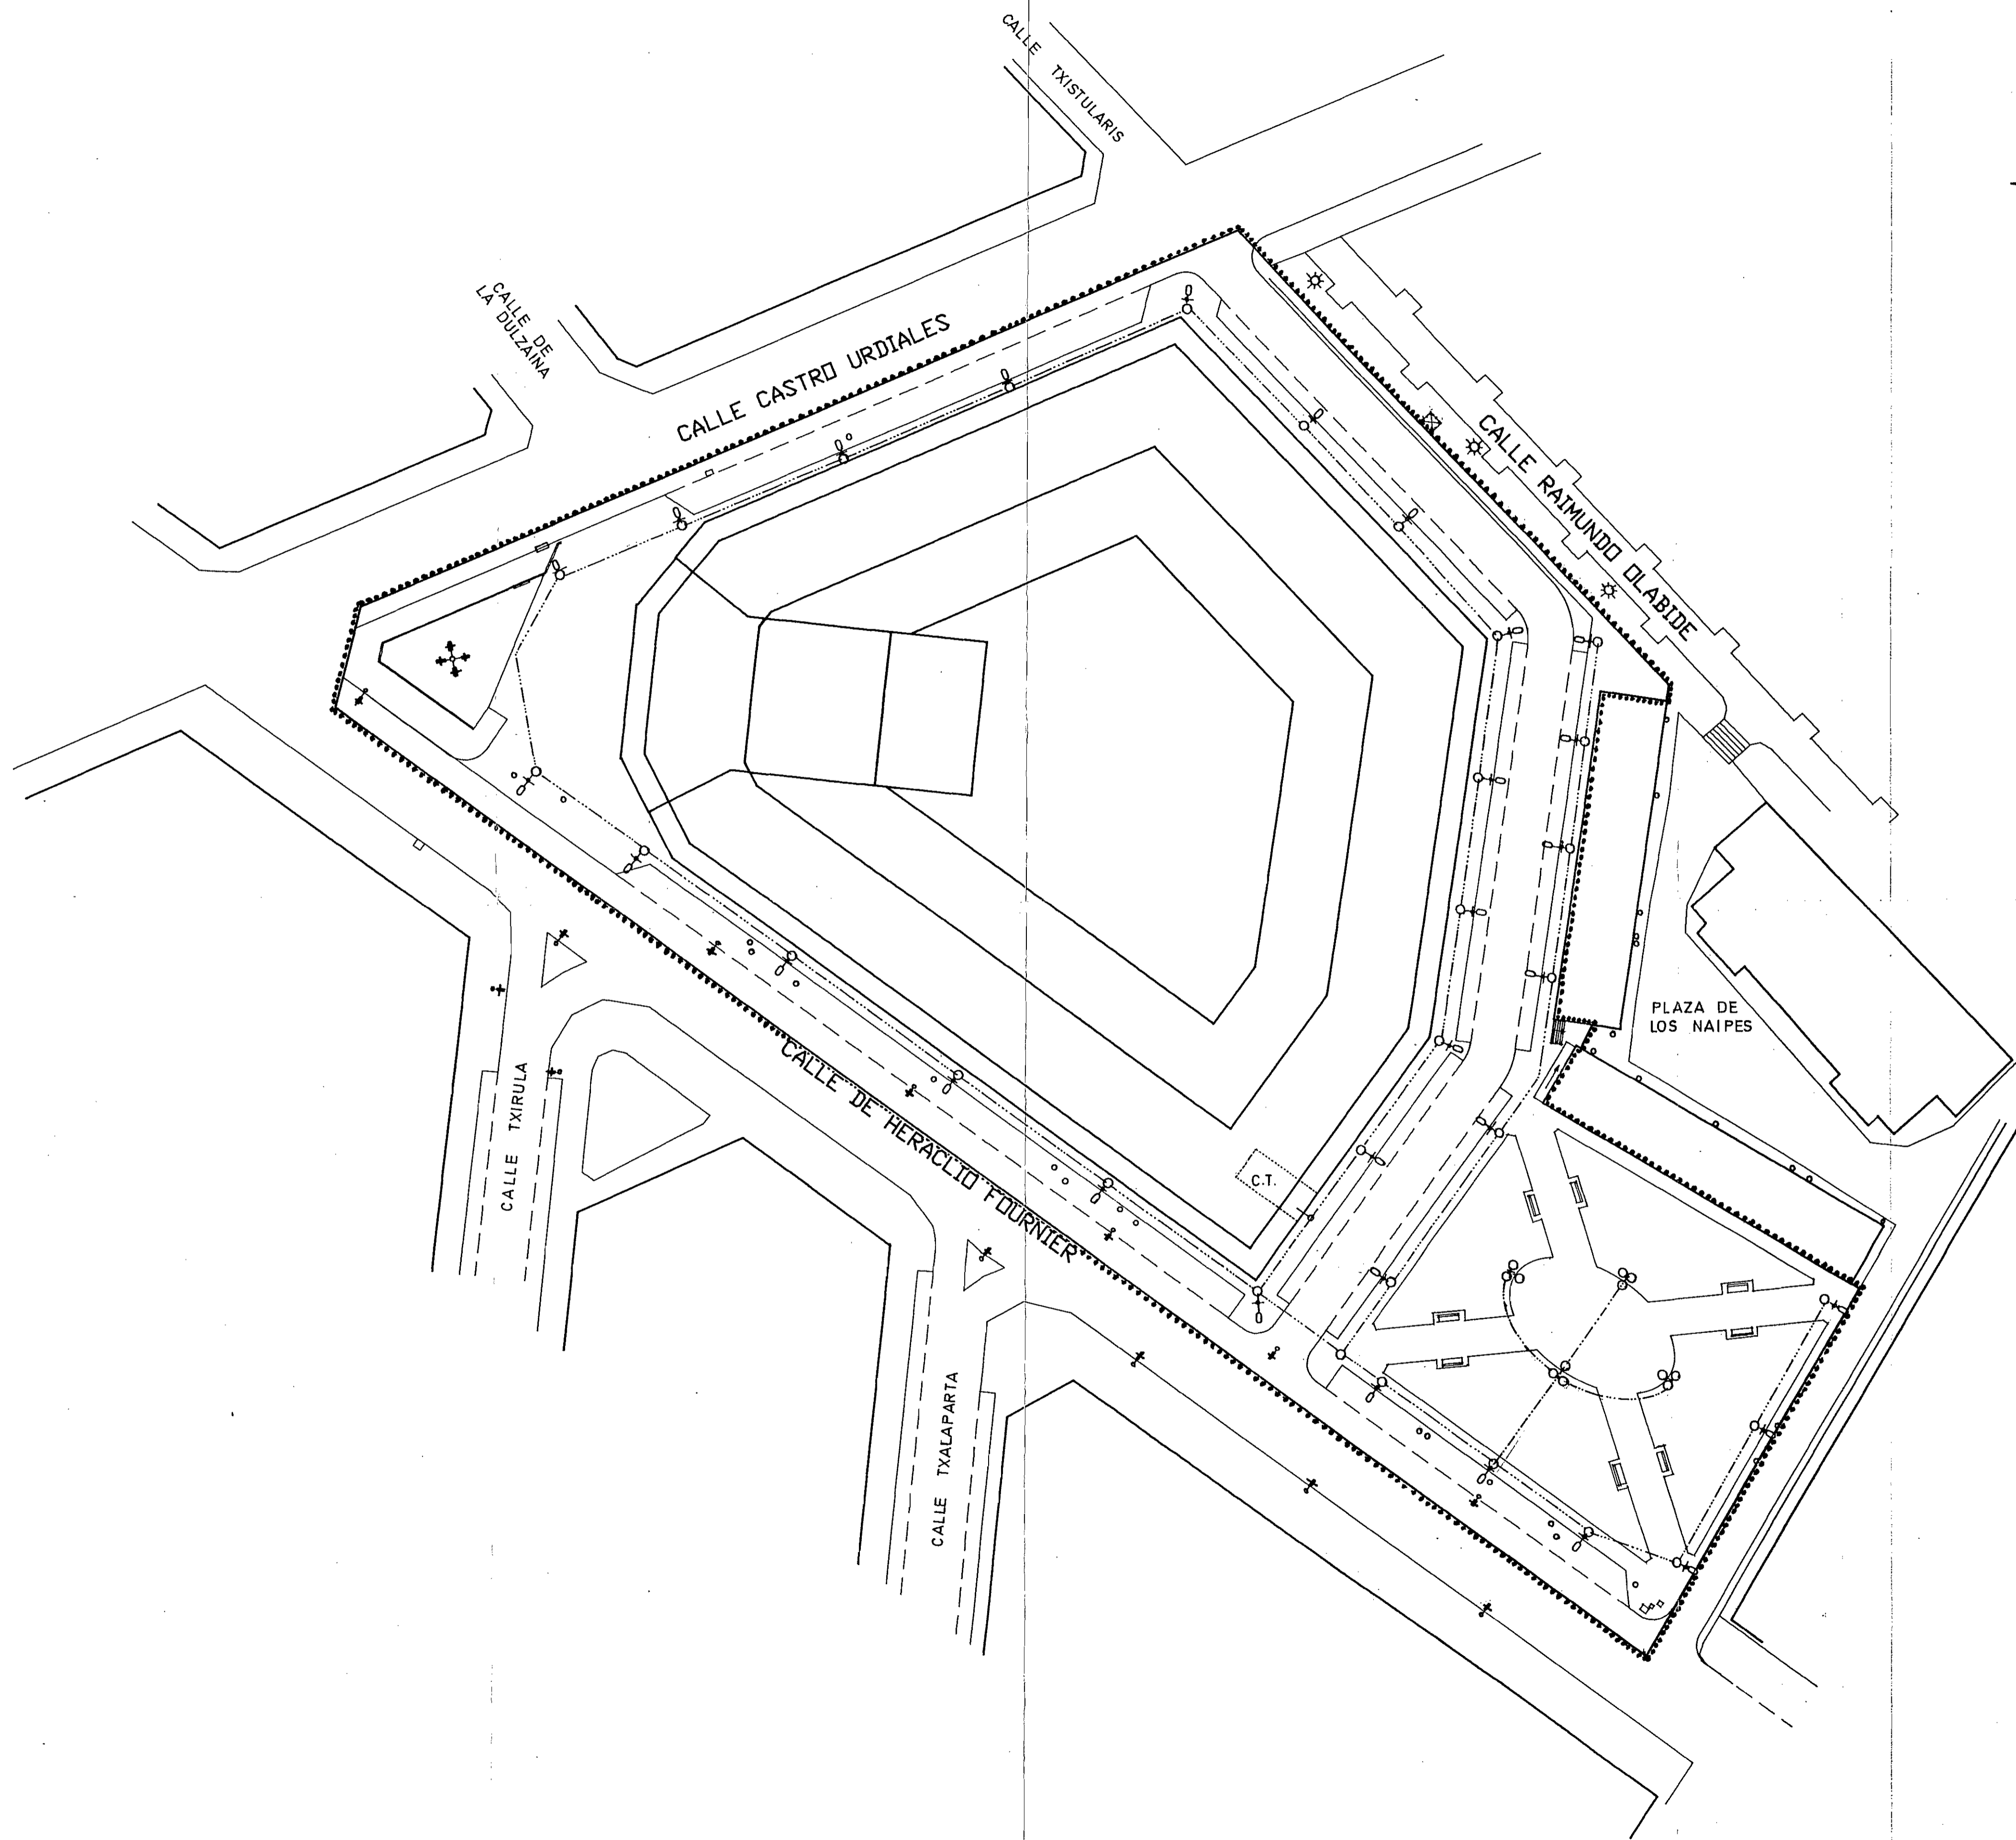 CALLE TXISTULARIS
CALLE DE
LA DULZAINA
CALLE CASTRO URDIALES
CALLE RAIMUNDO OLABIDE
PLAZA DE
LOS NAIPES
CALLE DE HERACLIO FOURNIER
CALLE TXIRULA
C.T.
CALLE TXALAPARTA